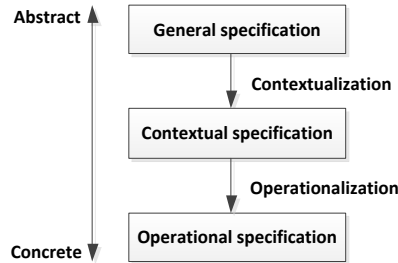 Abstract
General specification
Contextualization
Contextual specification
Operationalization
Operational specification
Concrete